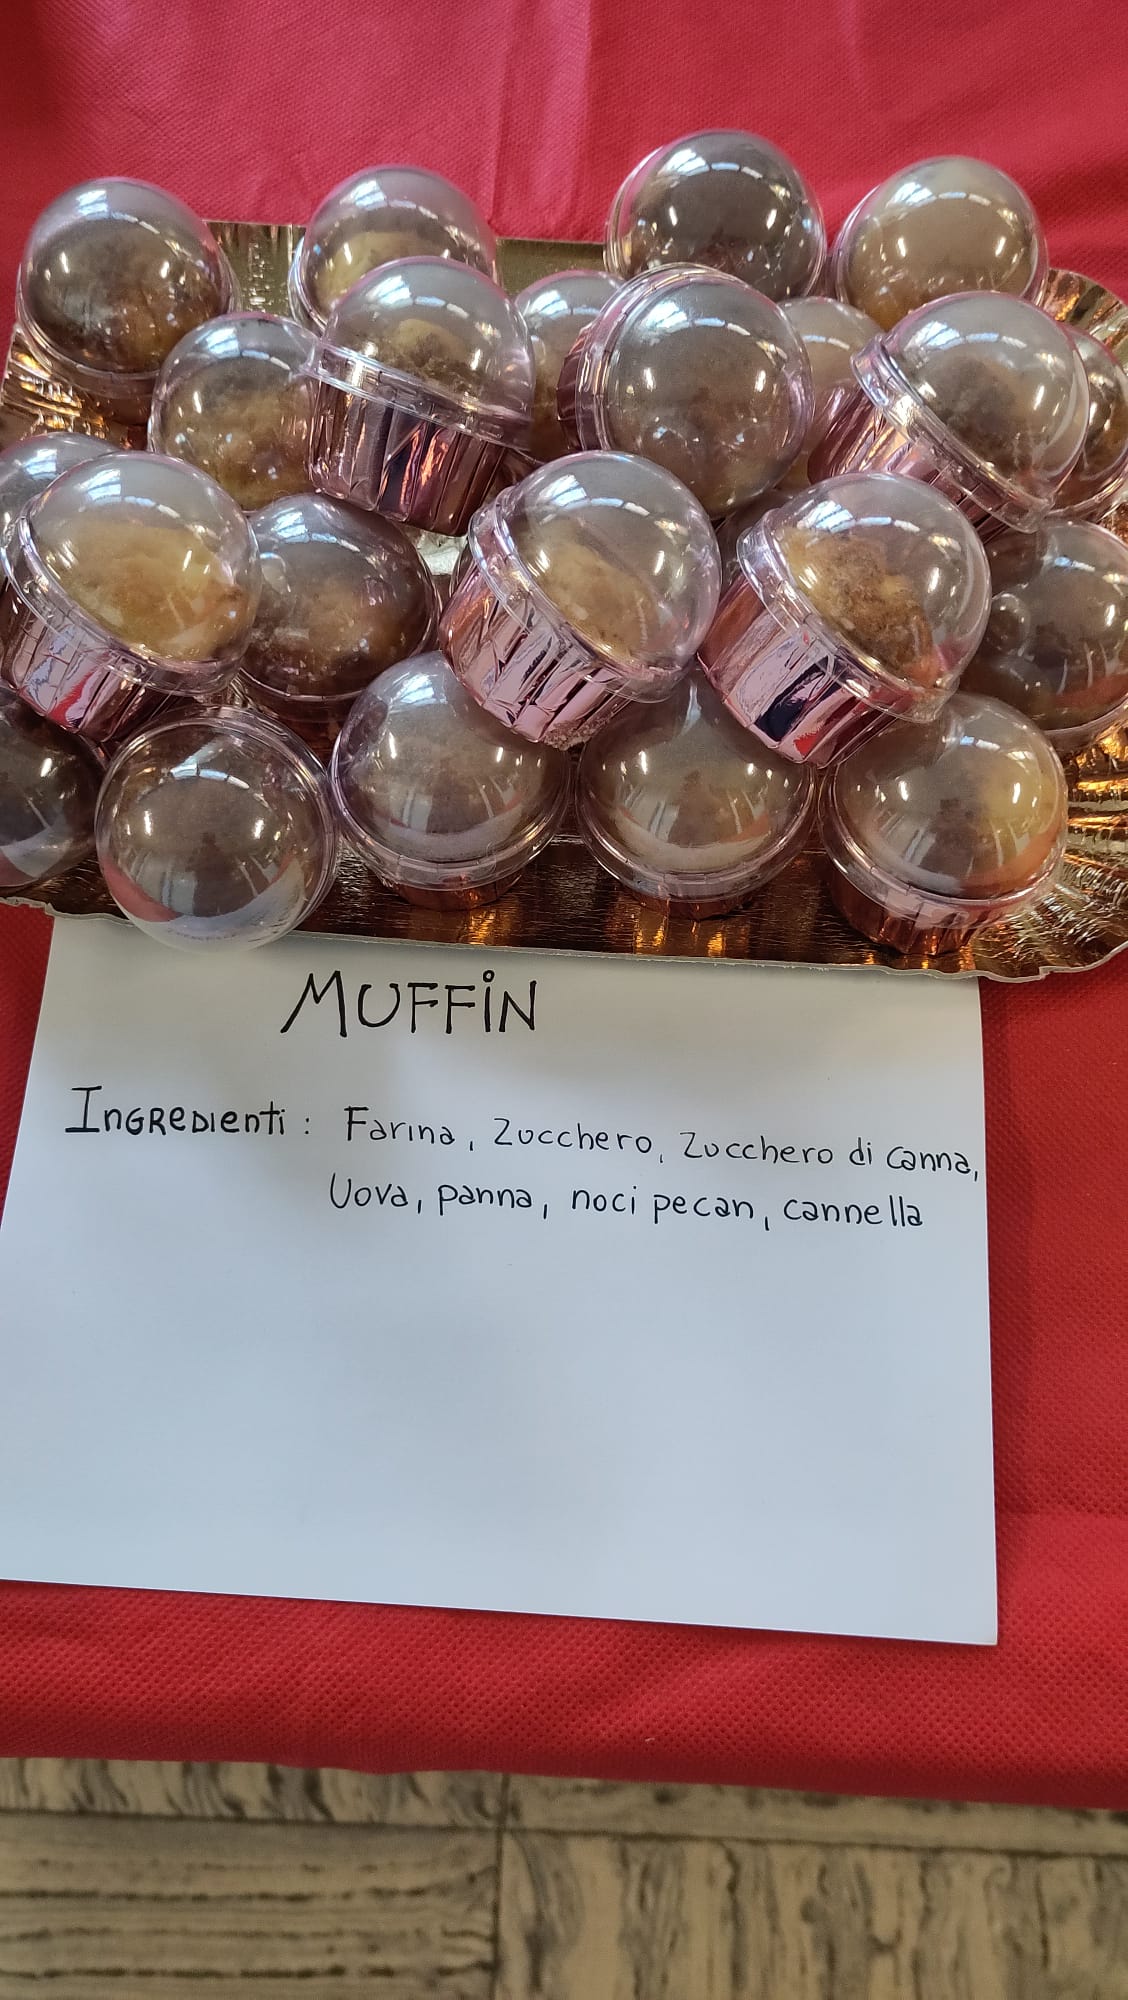 MUFFIN
Ingredienti: Farina, Zucchero, Zucchero di canna,
Uova, panna, noci pecan, cannella